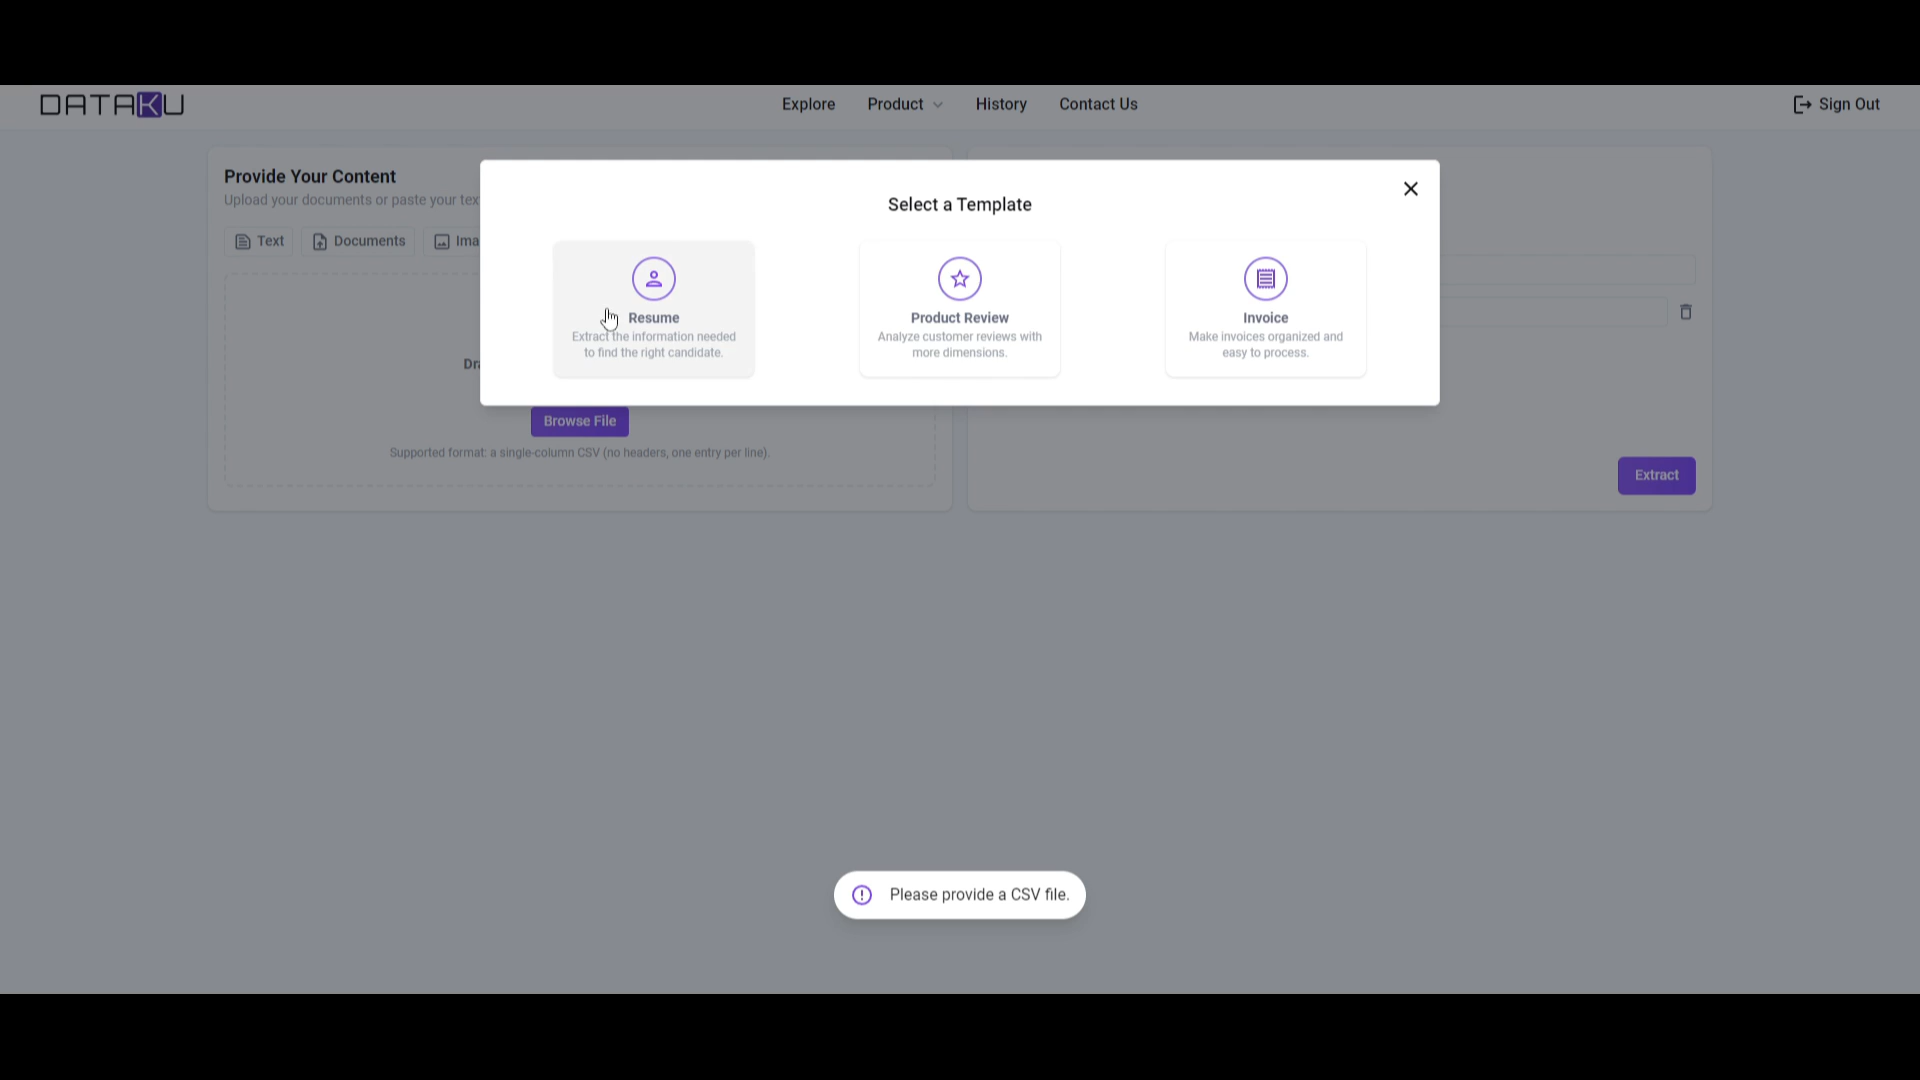 DATAKU
Explore
Product
History
Contact Us
Sign Out
Provide Your Content
Upload your documents or paste your
Text
Documents
Browse File
Supported format: a single-column CSV (no headers, one entry per line).
Select a Template
Resume
Extract the information needed
to find the right candidate.
Product Review
Analyze customer reviews with
more dimensions.
Invoice
Make invoices organized and
easy to process.
Extract
Please provide a CSV file.